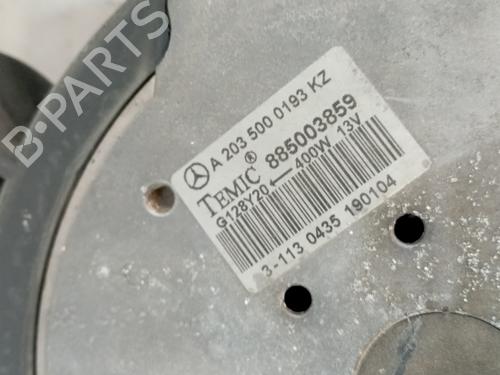 A 203 500 0193 KZ
TEMIC® 885003859
G128Y20 ← 400W 13V
3-113 0435 190104
B-PARTS